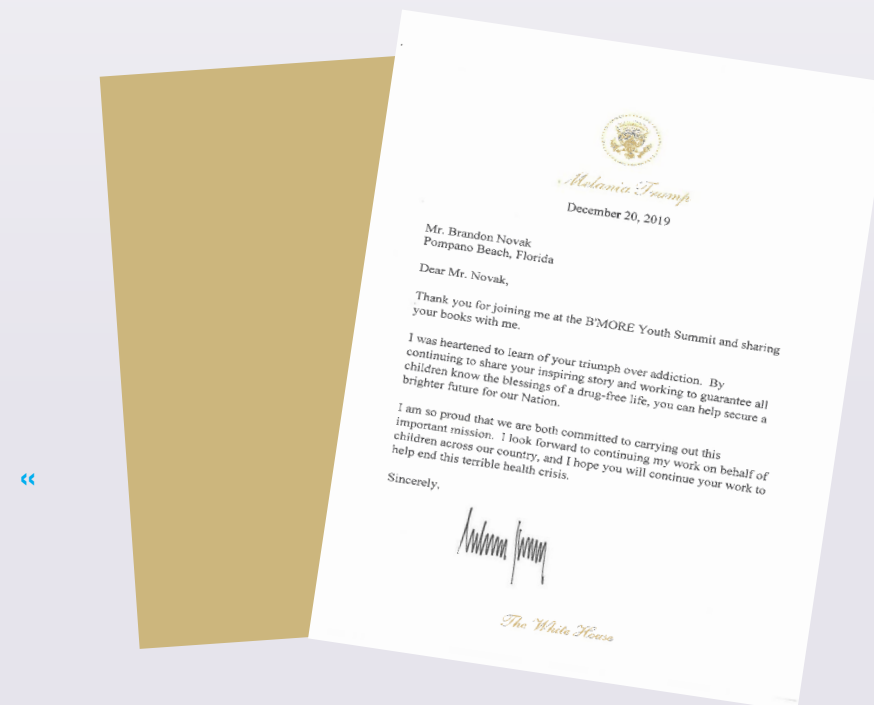 Melania Trump
December 20, 2019
Mr. Brandon Novak
Pompano Beach, Florida
Dear Mr. Novak,
Thank you for joining me at the B'MORE Youth Summit and sharing
your books with me.
I was heartened to learn of your triumph over addiction.  By
continuing to share your inspiring story and working to guarantee all
children know the blessings of a drug-free life, you can help secure a
brighter future for our Nation.
I am so proud that we are both committed to carrying out this
important mission.  I look forward to continuing my work on behalf of
children across our country, and I hope you will continue your work to
help end this terrible health crisis.
Sincerely,
The White House
«